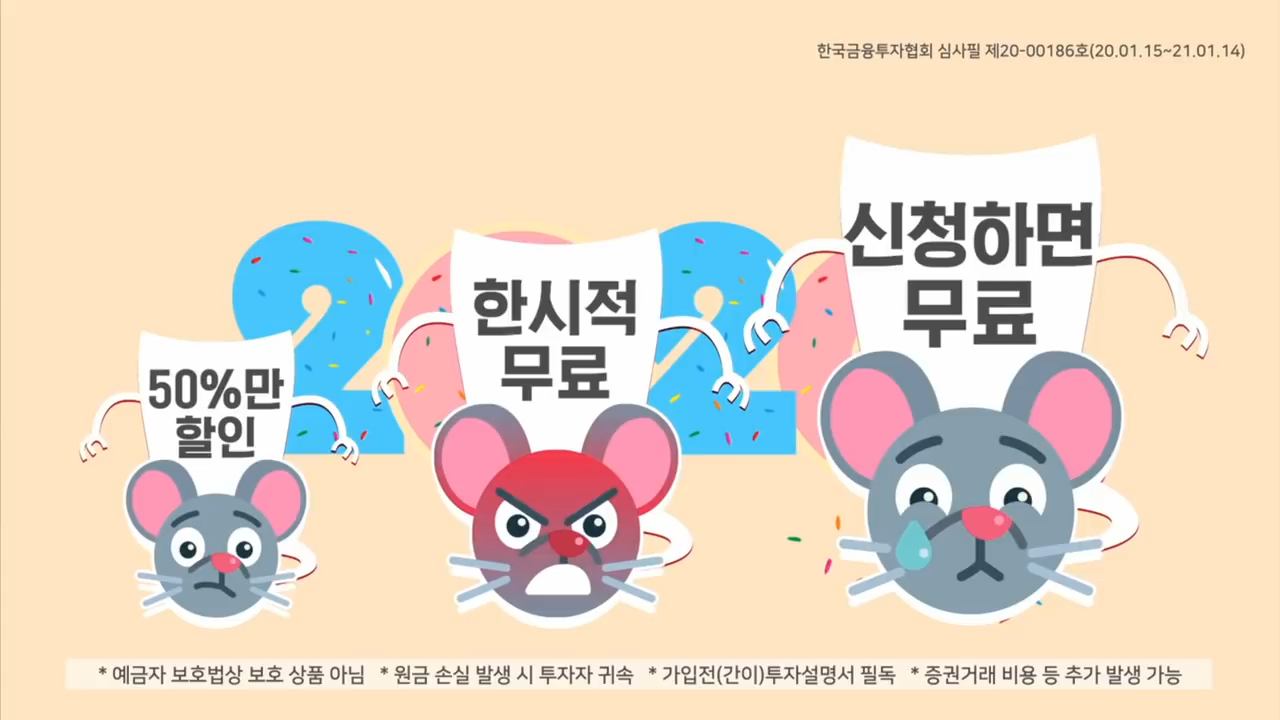 한국금융투자협회 심사필 제20-00186호(20.01.15~21.01.14)
2020
50%만
할인
한시적
무료
신청하면
무료
* 예금자 보호법상 보호 상품 아님 * 원금 손실 발생 시 투자자 귀속 * 가입전(간이)투자설명서 필독 * 증권거래 비용 등 추가 발생 가능